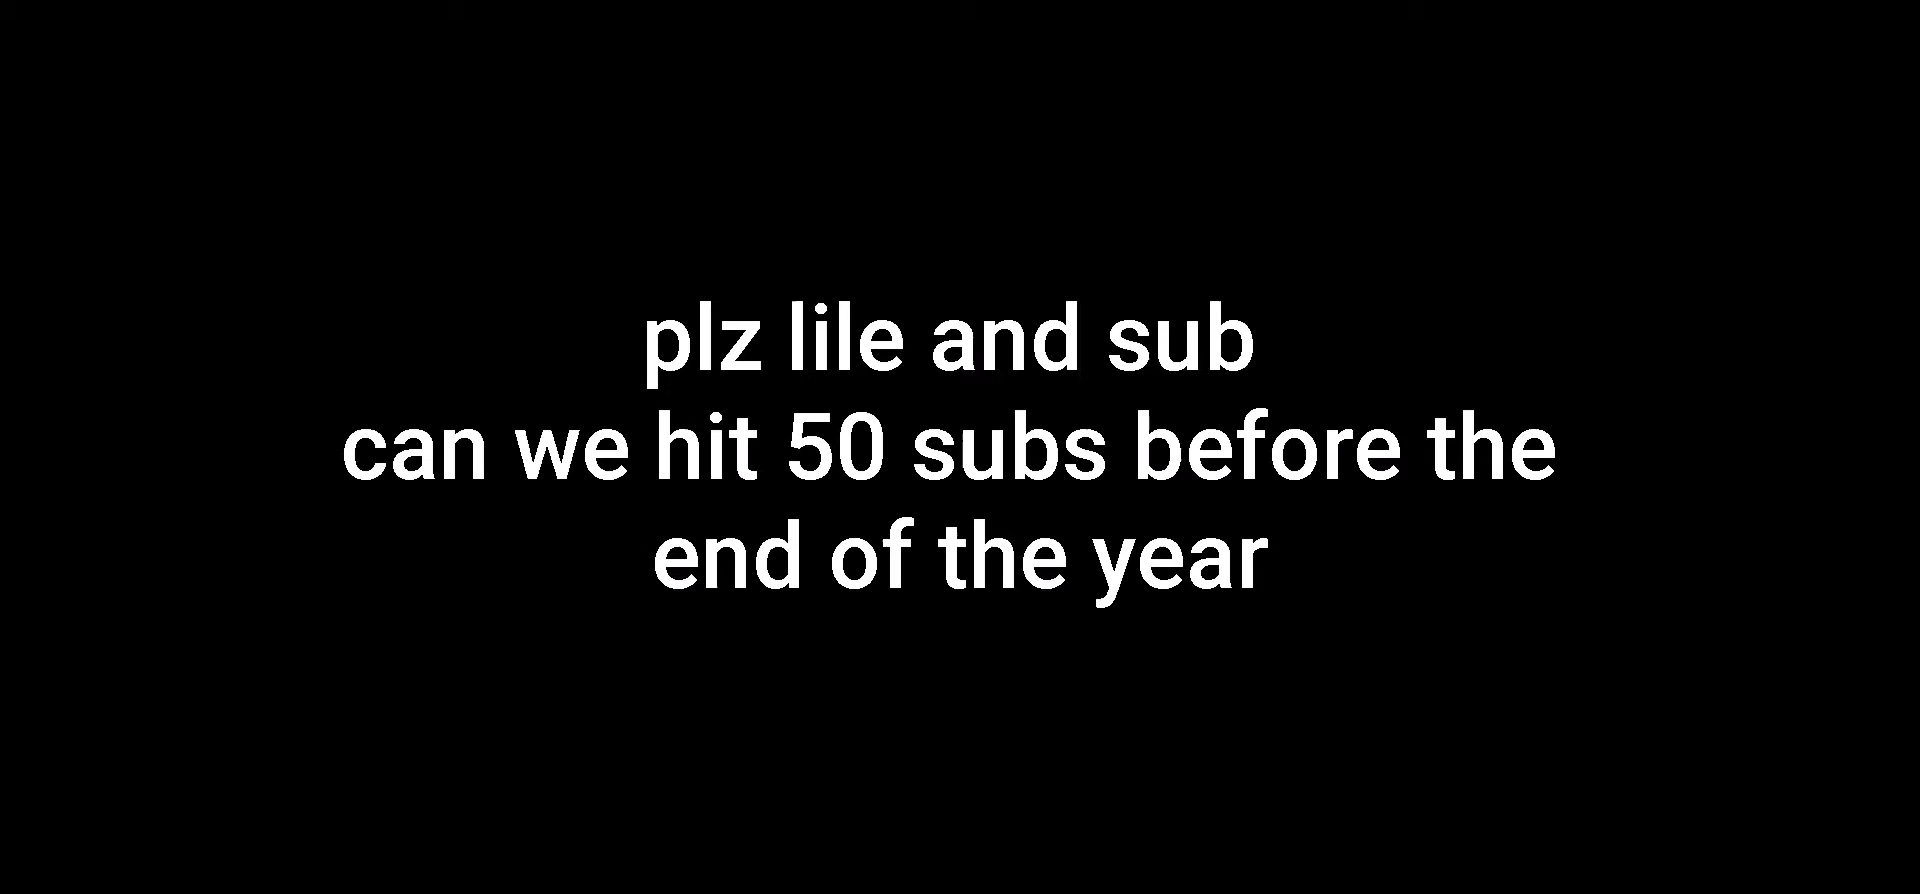 plz lile and sub
can we hit 50 subs before the
end of the year